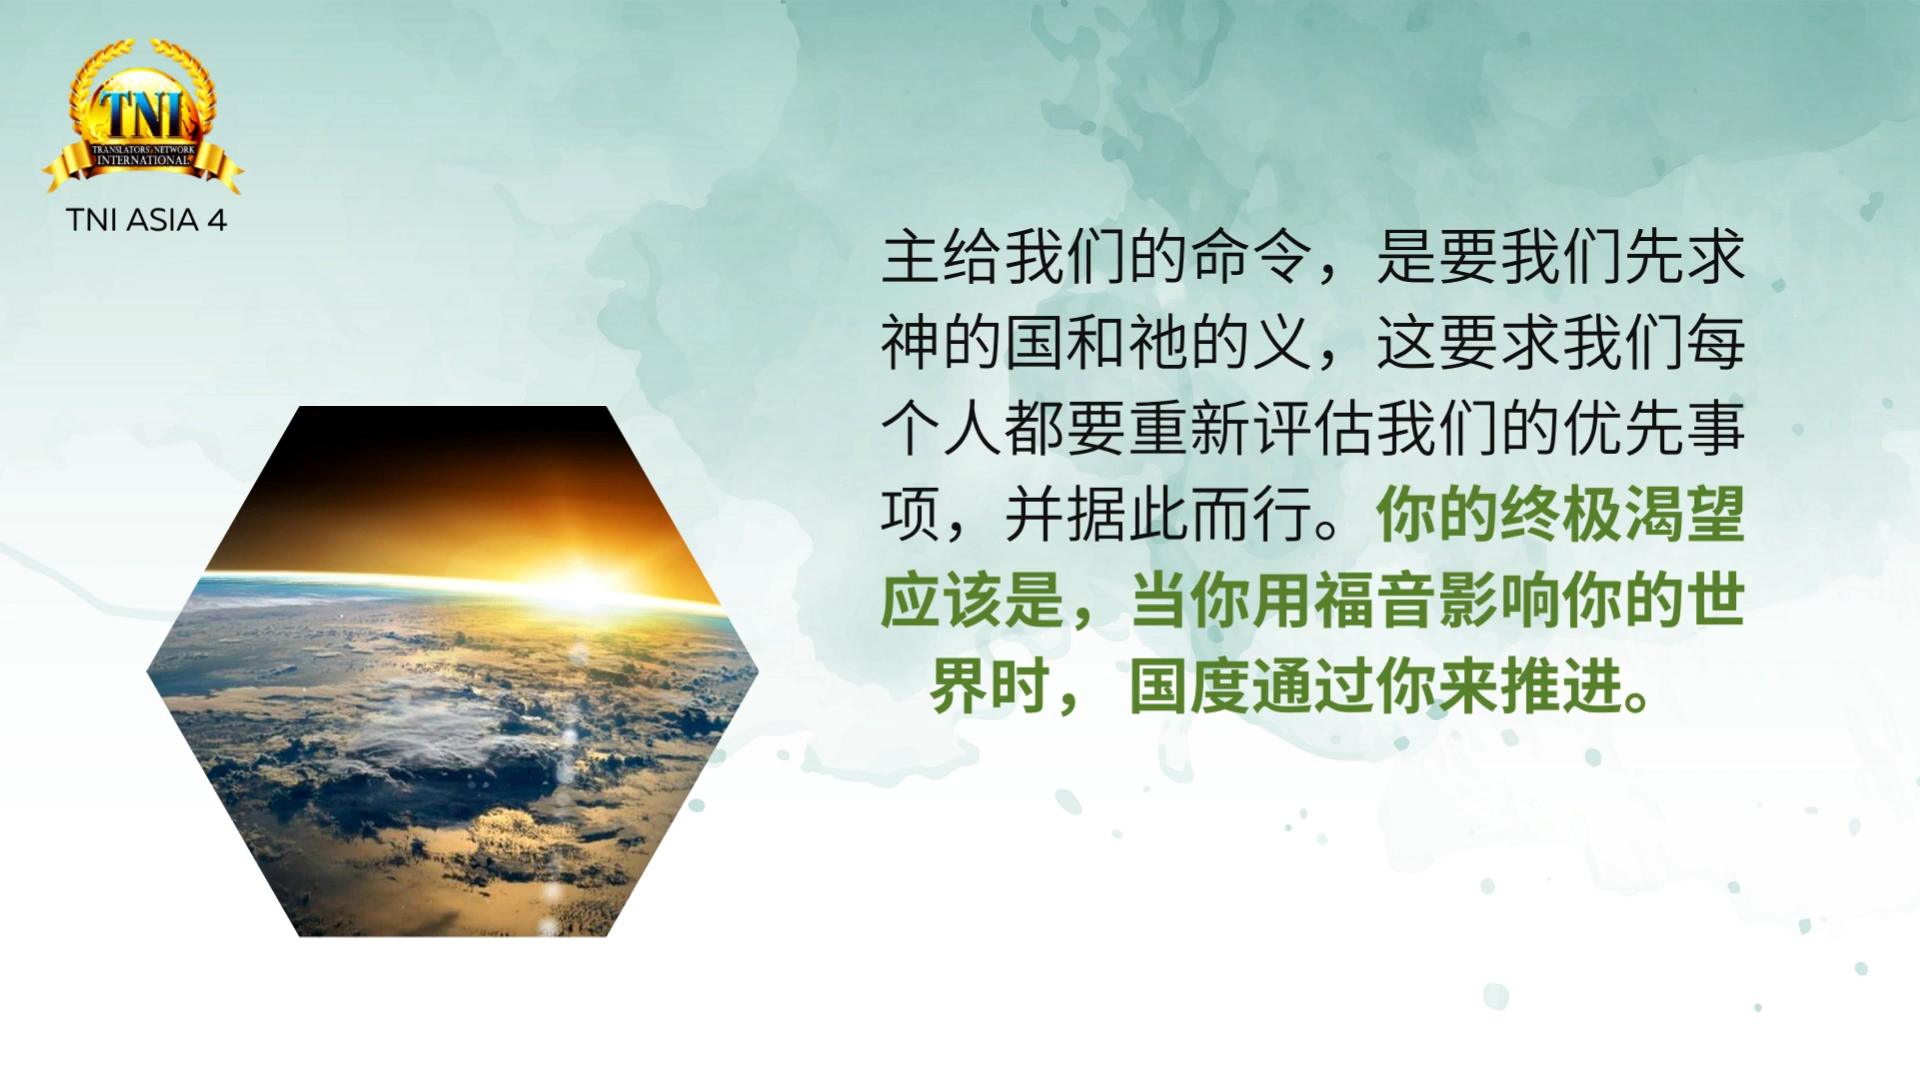 TNI
TRANSLATORS' NETWORK
INTERNATIONAL
TNI ASIA 4
主给我们的命令，是要我们先求
神的国和祂的义，这要求我们每
个人都要重新评估我们的优先事
项，并据此而行。你的终极渴望
应该是，当你用福音影响你的世
界时， 国度通过你来推进。